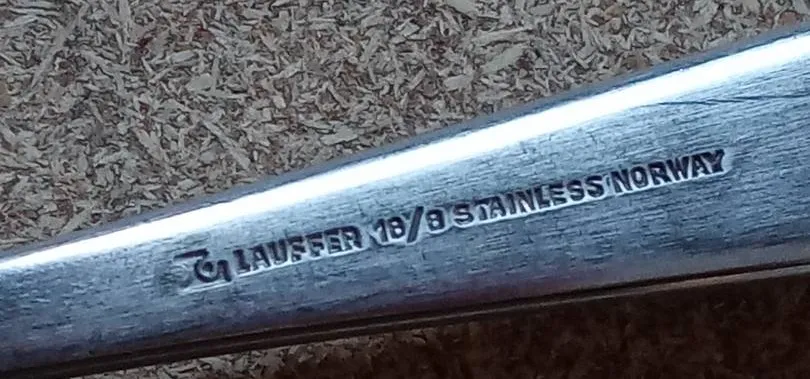 LAUFFER 18/8 STAINLESS NORWAY